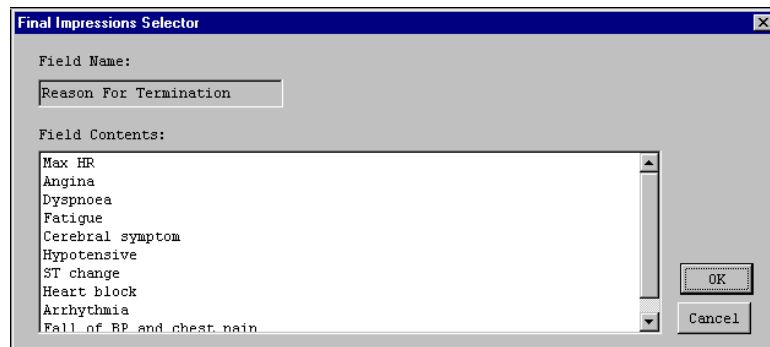 Final Impressions Selector
Field Name:
Reason For Termination
Field Contents:
Max HR
Angina
Dyspnoea
Fatigue
Cerebral symptom
Hypotensive
ST change
Heart block
Arrhythmia
Fall of BP and chest pain
OK
Cancel